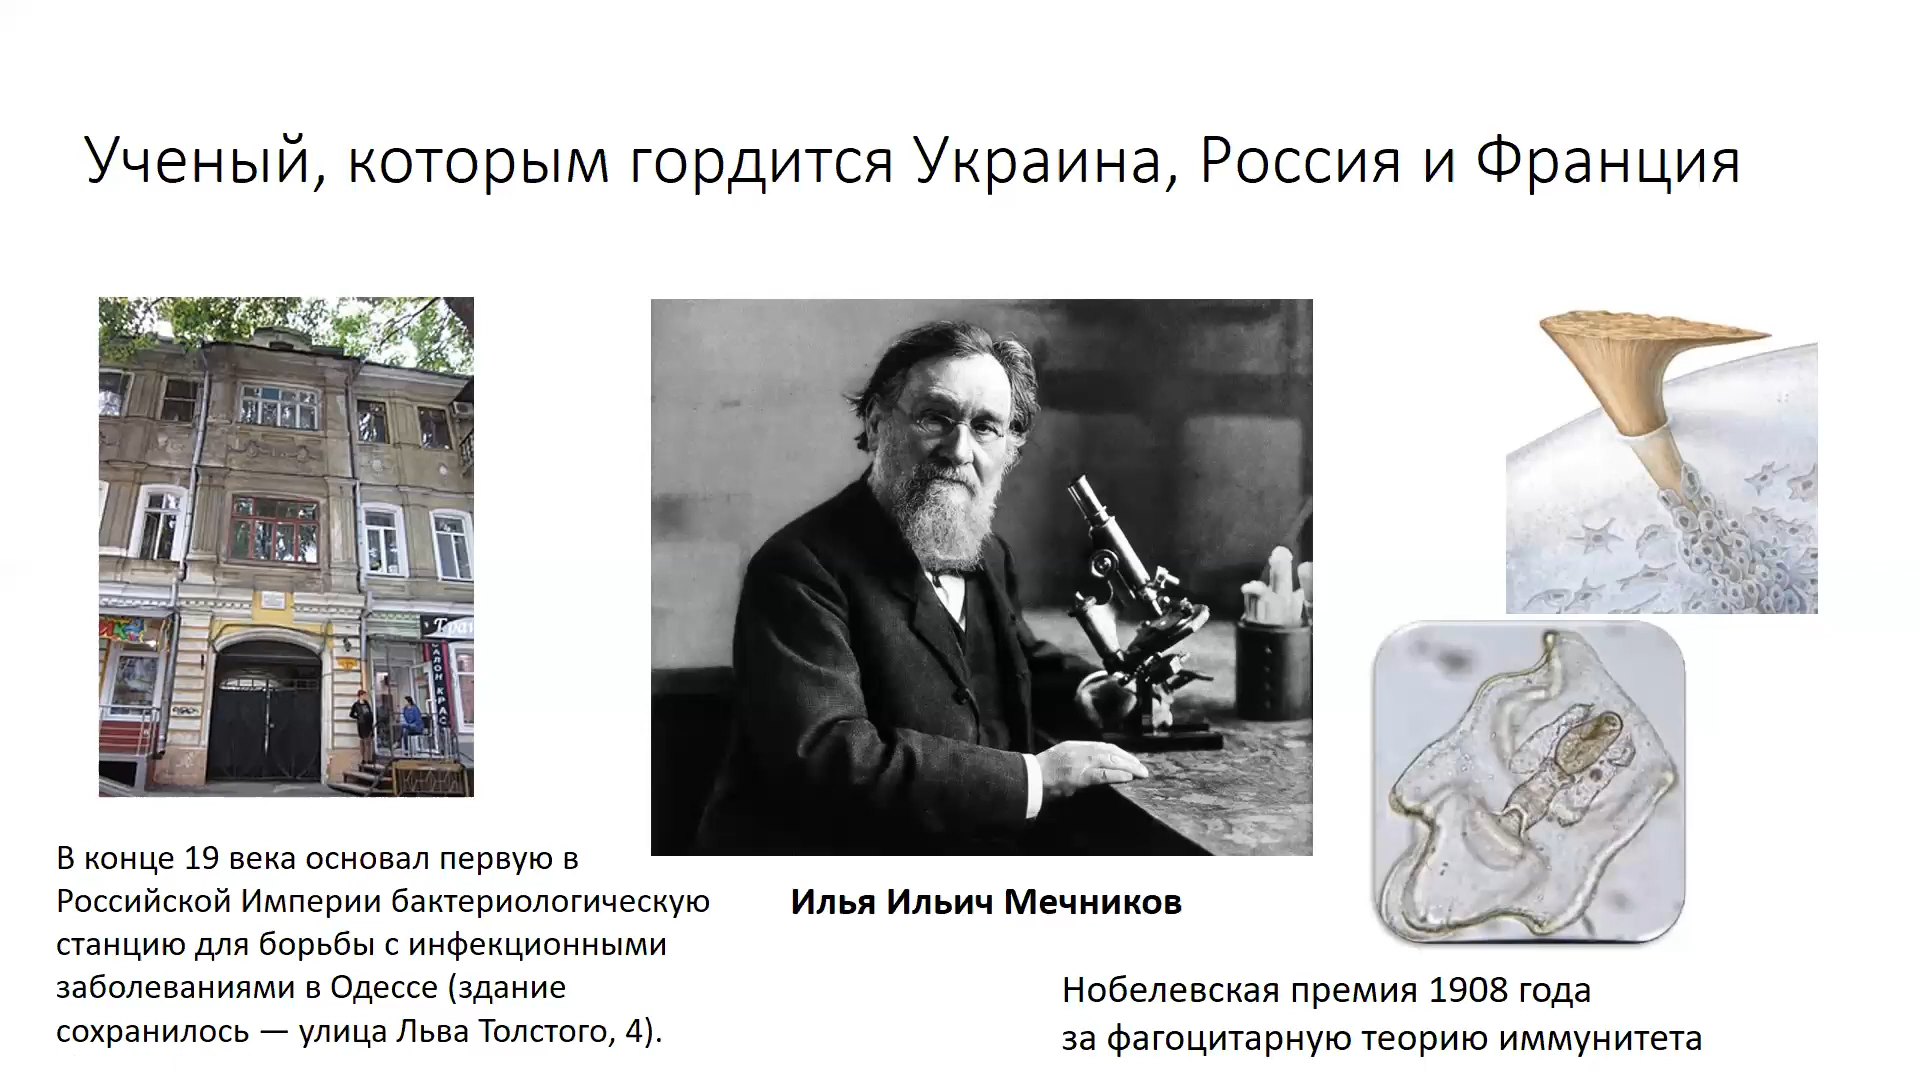 Ученый, которым гордится Украина, Россия и Франция
В конце 19 века основал первую в
Российской Империи бактериологическую
станцию для борьбы с инфекционными
заболеваниями в Одессе (здание
сохранилось — улица Льва Толстого, 4).
Илья Ильич Мечников
Нобелевская премия 1908 года
за фагоцитарную теорию иммунитета